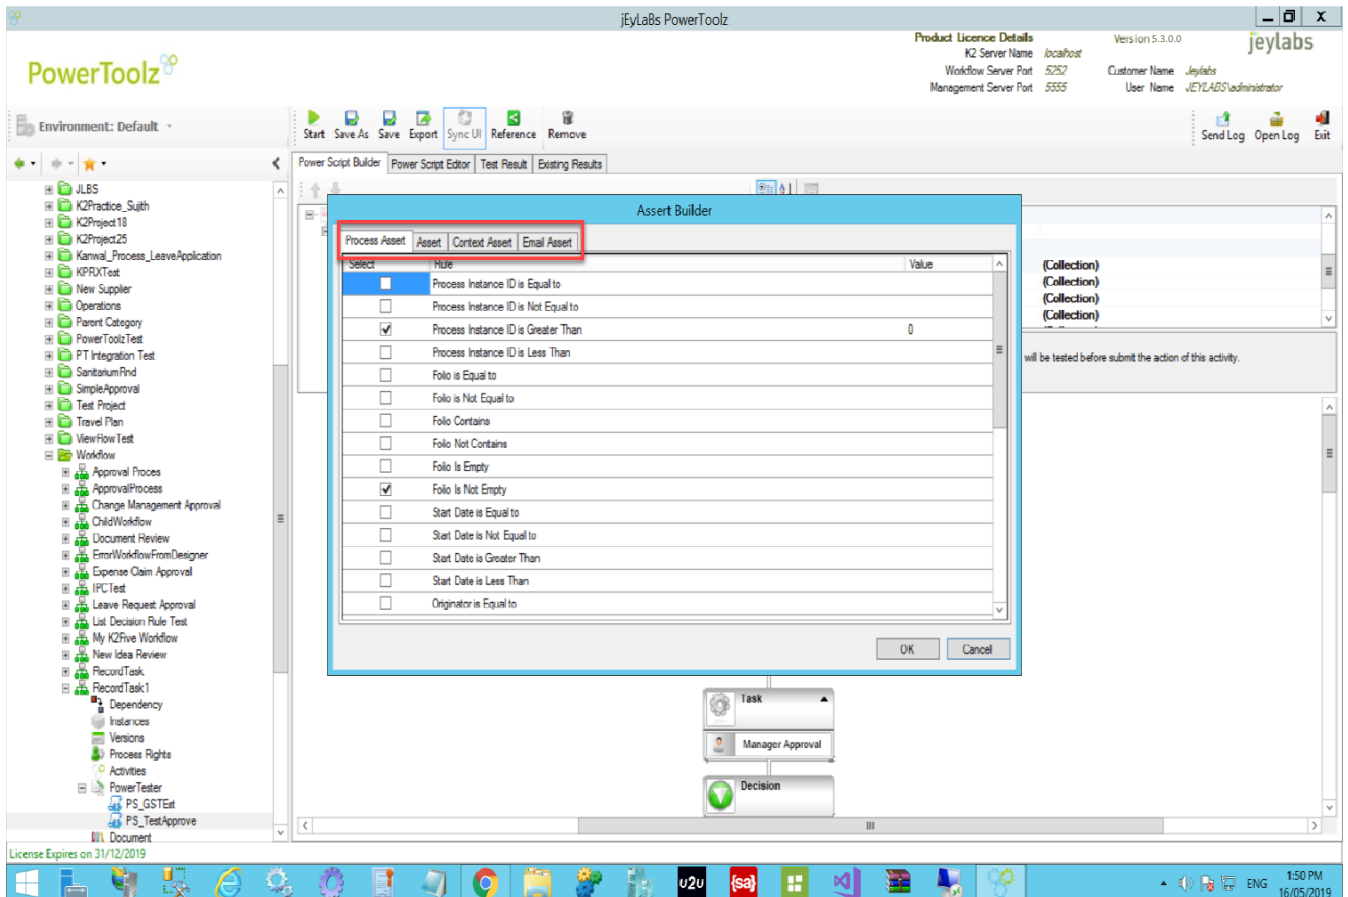 jEyLaBs PowerToolz
Product Licence Details
Version 5.3.0.0
jeylabs
K2 Server Name localhost
Workflow Server Port 5252 Customer Name Jeylabs
Management Server Port 5555 User Name JEYLABS\administrator
PowerToolz
Environment: Default
Start Save As Save Export Sync UI Reference Remove
Send Log Open Log Exit
Power Script Builder Power Script Editor Test Result Existing Results
JLBS
K2Practice_Sujith
K2Project18
K2Project25
Kanwal_Process_LeaveApplication
KPRXTest
New Supplier
Operations
Parent Category
PowerToolzTest
PT Integration Test
SanitariumRnd
SimpleApproval
Test Project
Travel Plan
ViewFlowTest
Workflow
Approval Proces
ApprovalProcess
Change Management Approval
ChildWorkflow
Document Review
ErrorWorkflowFromDesigner
Expense Claim Approval
IPCTest
Leave Request Approval
List Decision Rule Test
My K2Five Workflow
New Idea Review
RecordTask
RecordTask1
Dependency
Instances
Versions
Process Rights
Activities
PowerTester
PS_GSTEst
PS_TestApprove
Document
Assert Builder
Process Assert Assert Context Assert Email Assert
Select Rule Value
Process Instance ID is Equal to
Process Instance ID is Not Equal to
Process Instance ID is Greater Than 0
Process Instance ID is Less Than
Folio is Equal to
Folio is Not Equal to
Folio Contains
Folio Not Contains
Folio Is Empty
Folio Is Not Empty
Start Date is Equal to
Start Date is Not Equal to
Start Date is Greater Than
Start Date is Less Than
Originator is Equal to
OK Cancel
(Collection)
(Collection)
(Collection)
(Collection)
will be tested before submit the action of this activity.
Task
Manager Approval
Decision
License Expires on 31/12/2019
u2u
{sa}
ENG
1:50 PM
16/05/2019